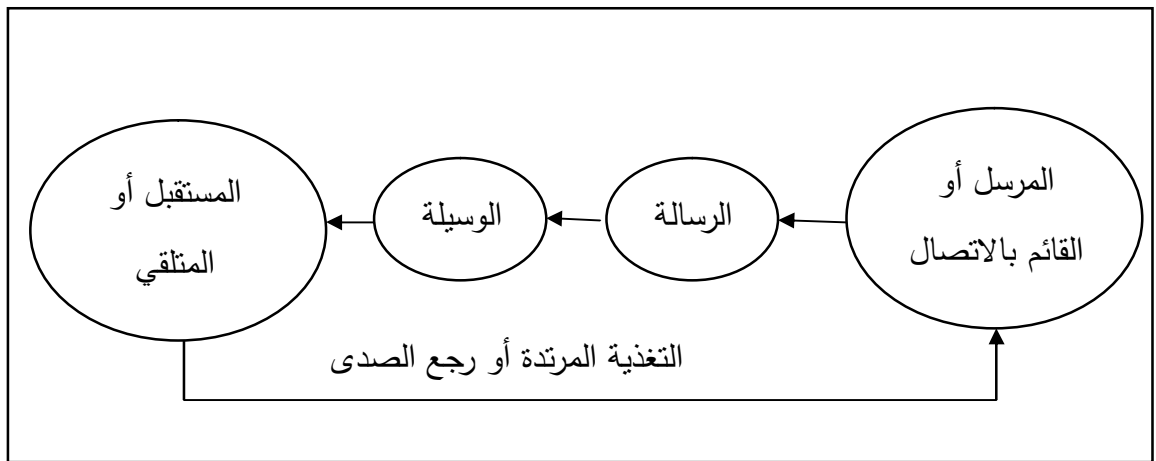 المرسل أو
القائم بالاتصال
الرسالة
الوسيلة
المستقبل أو
المتلقي
التغذية المرتدة أو رجع الصدى